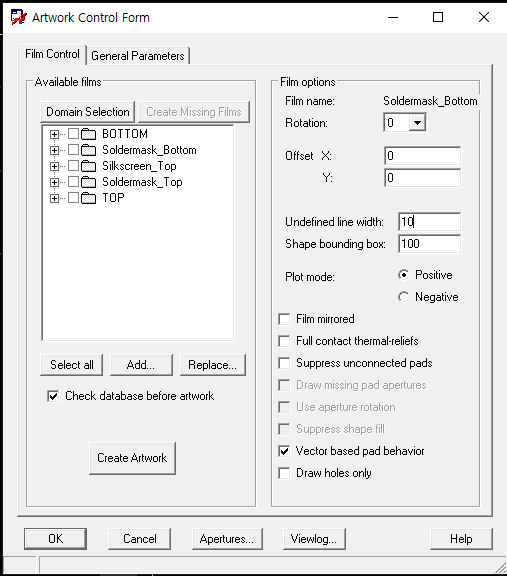 Artwork Control Form
Film Control
General Parameters
Available films
Domain Selection
Create Missing Films
BOTTOM
Soldermask_Bottom
Silkscreen_Top
Soldermask_Top
TOP
Select all
Add...
Replace...
Check database before artwork
Create Artwork
Film options
Film name: Soldermask_Bottom
Rotation: 0
Offset X: 0
Y: 0
Undefined line width: 10
Shape bounding box: 100
Plot mode: Positive
Negative
Film mirrored
Full contact thermal-reliefs
Suppress unconnected pads
Draw missing pad apertures
Use aperture rotation
Suppress shape fill
Vector based pad behavior
Draw holes only
OK
Cancel
Apertures...
Viewlog...
Help